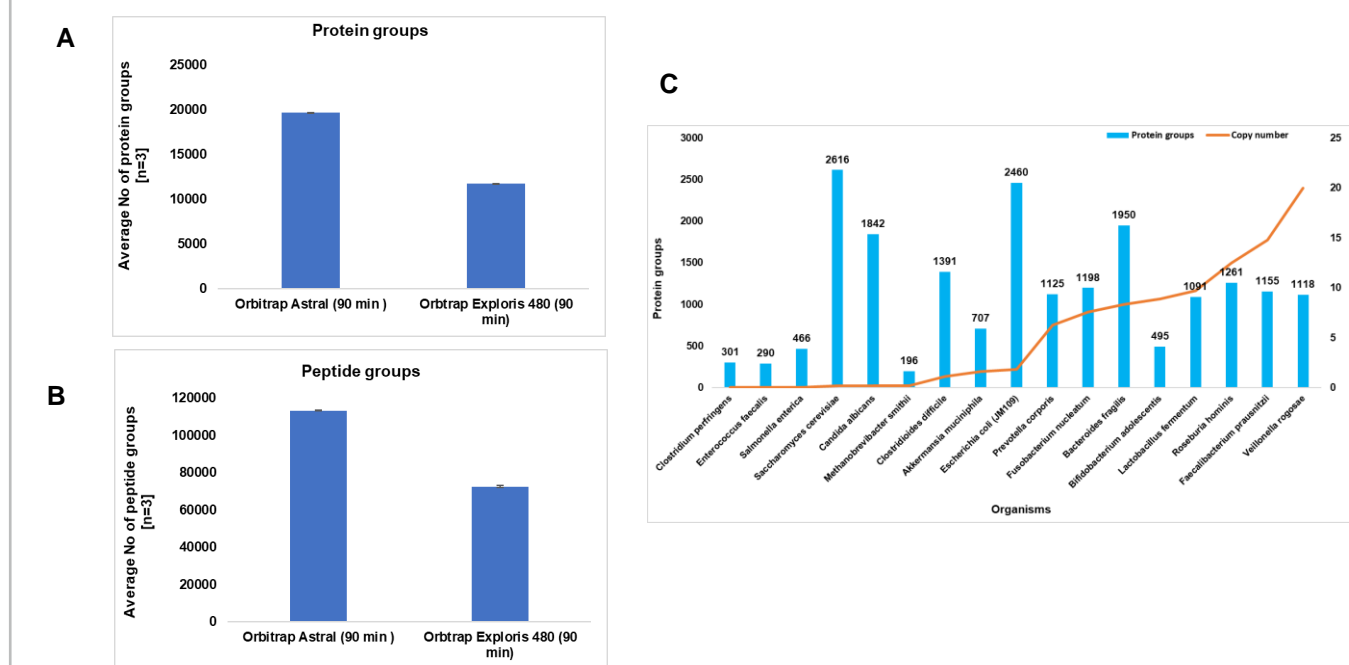 A
Protein groups
Average No of protein groups
[n=3]
25000
20000
15000
10000
5000
0
Orbitrap Astral (90 min )
Orbtrap Exploris 480 (90
min)
B
Peptide groups
Average No of peptide groups
[n=3]
120000
100000
80000
60000
40000
20000
0
Orbitrap Astral (90 min )
Orbtrap Exploris 480 (90
min)
C
Protein groups
Copy number
Protein groups
3000
2500
2000
1500
1000
500
0
25
20
15
10
5
0
301
290
466
2616
1842
196
1391
707
2460
1125
1198
1950
495
1091
1261
1155
1118
Clostridium perfringens
Enterococcus faecalis
Salmonella enterica
Saccharomyces cerevisiae
Candida albicans
Methanobrevibacter smithii
Clostridioides difficile
Akkermansia muciniphila
Escherichia coli (JM109)
Prevotella corporis
Fusobacterium nucleatum
Bacteroides fragilis
Bifidobacterium adolescentis
Lactobacillus fermentum
Roseburia hominis
Faecalibacterium prausnitzii
Veillonella rogosae
Organisms